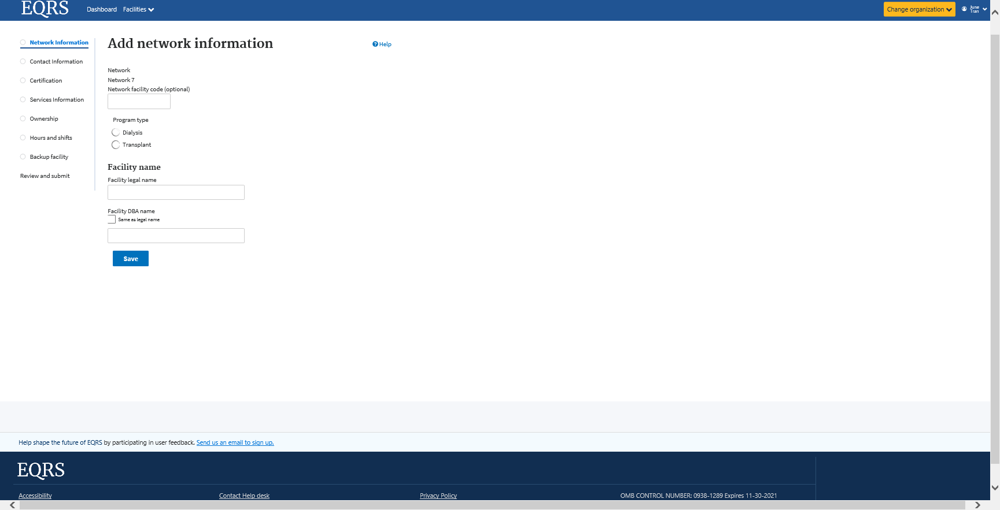 EQRS
Dashboard Facilities
Change organization
June
Tran
Network Information
Contact Information
Certification
Services Information
Ownership
Hours and shifts
Backup facility
Review and submit
Add network information
Help
Network
Network 7
Network facility code (optional)
Program type
Dialysis
Transplant
Facility name
Facility legal name
Facility DBA name
Same as legal name
Save
Help shape the future of EQRS by participating in user feedback. Send us an email to sign up.
EQRS
Accessibility
Contact Help desk
Privacy Policy
OMB CONTROL NUMBER: 0938-1289 Expires 11-30-2021